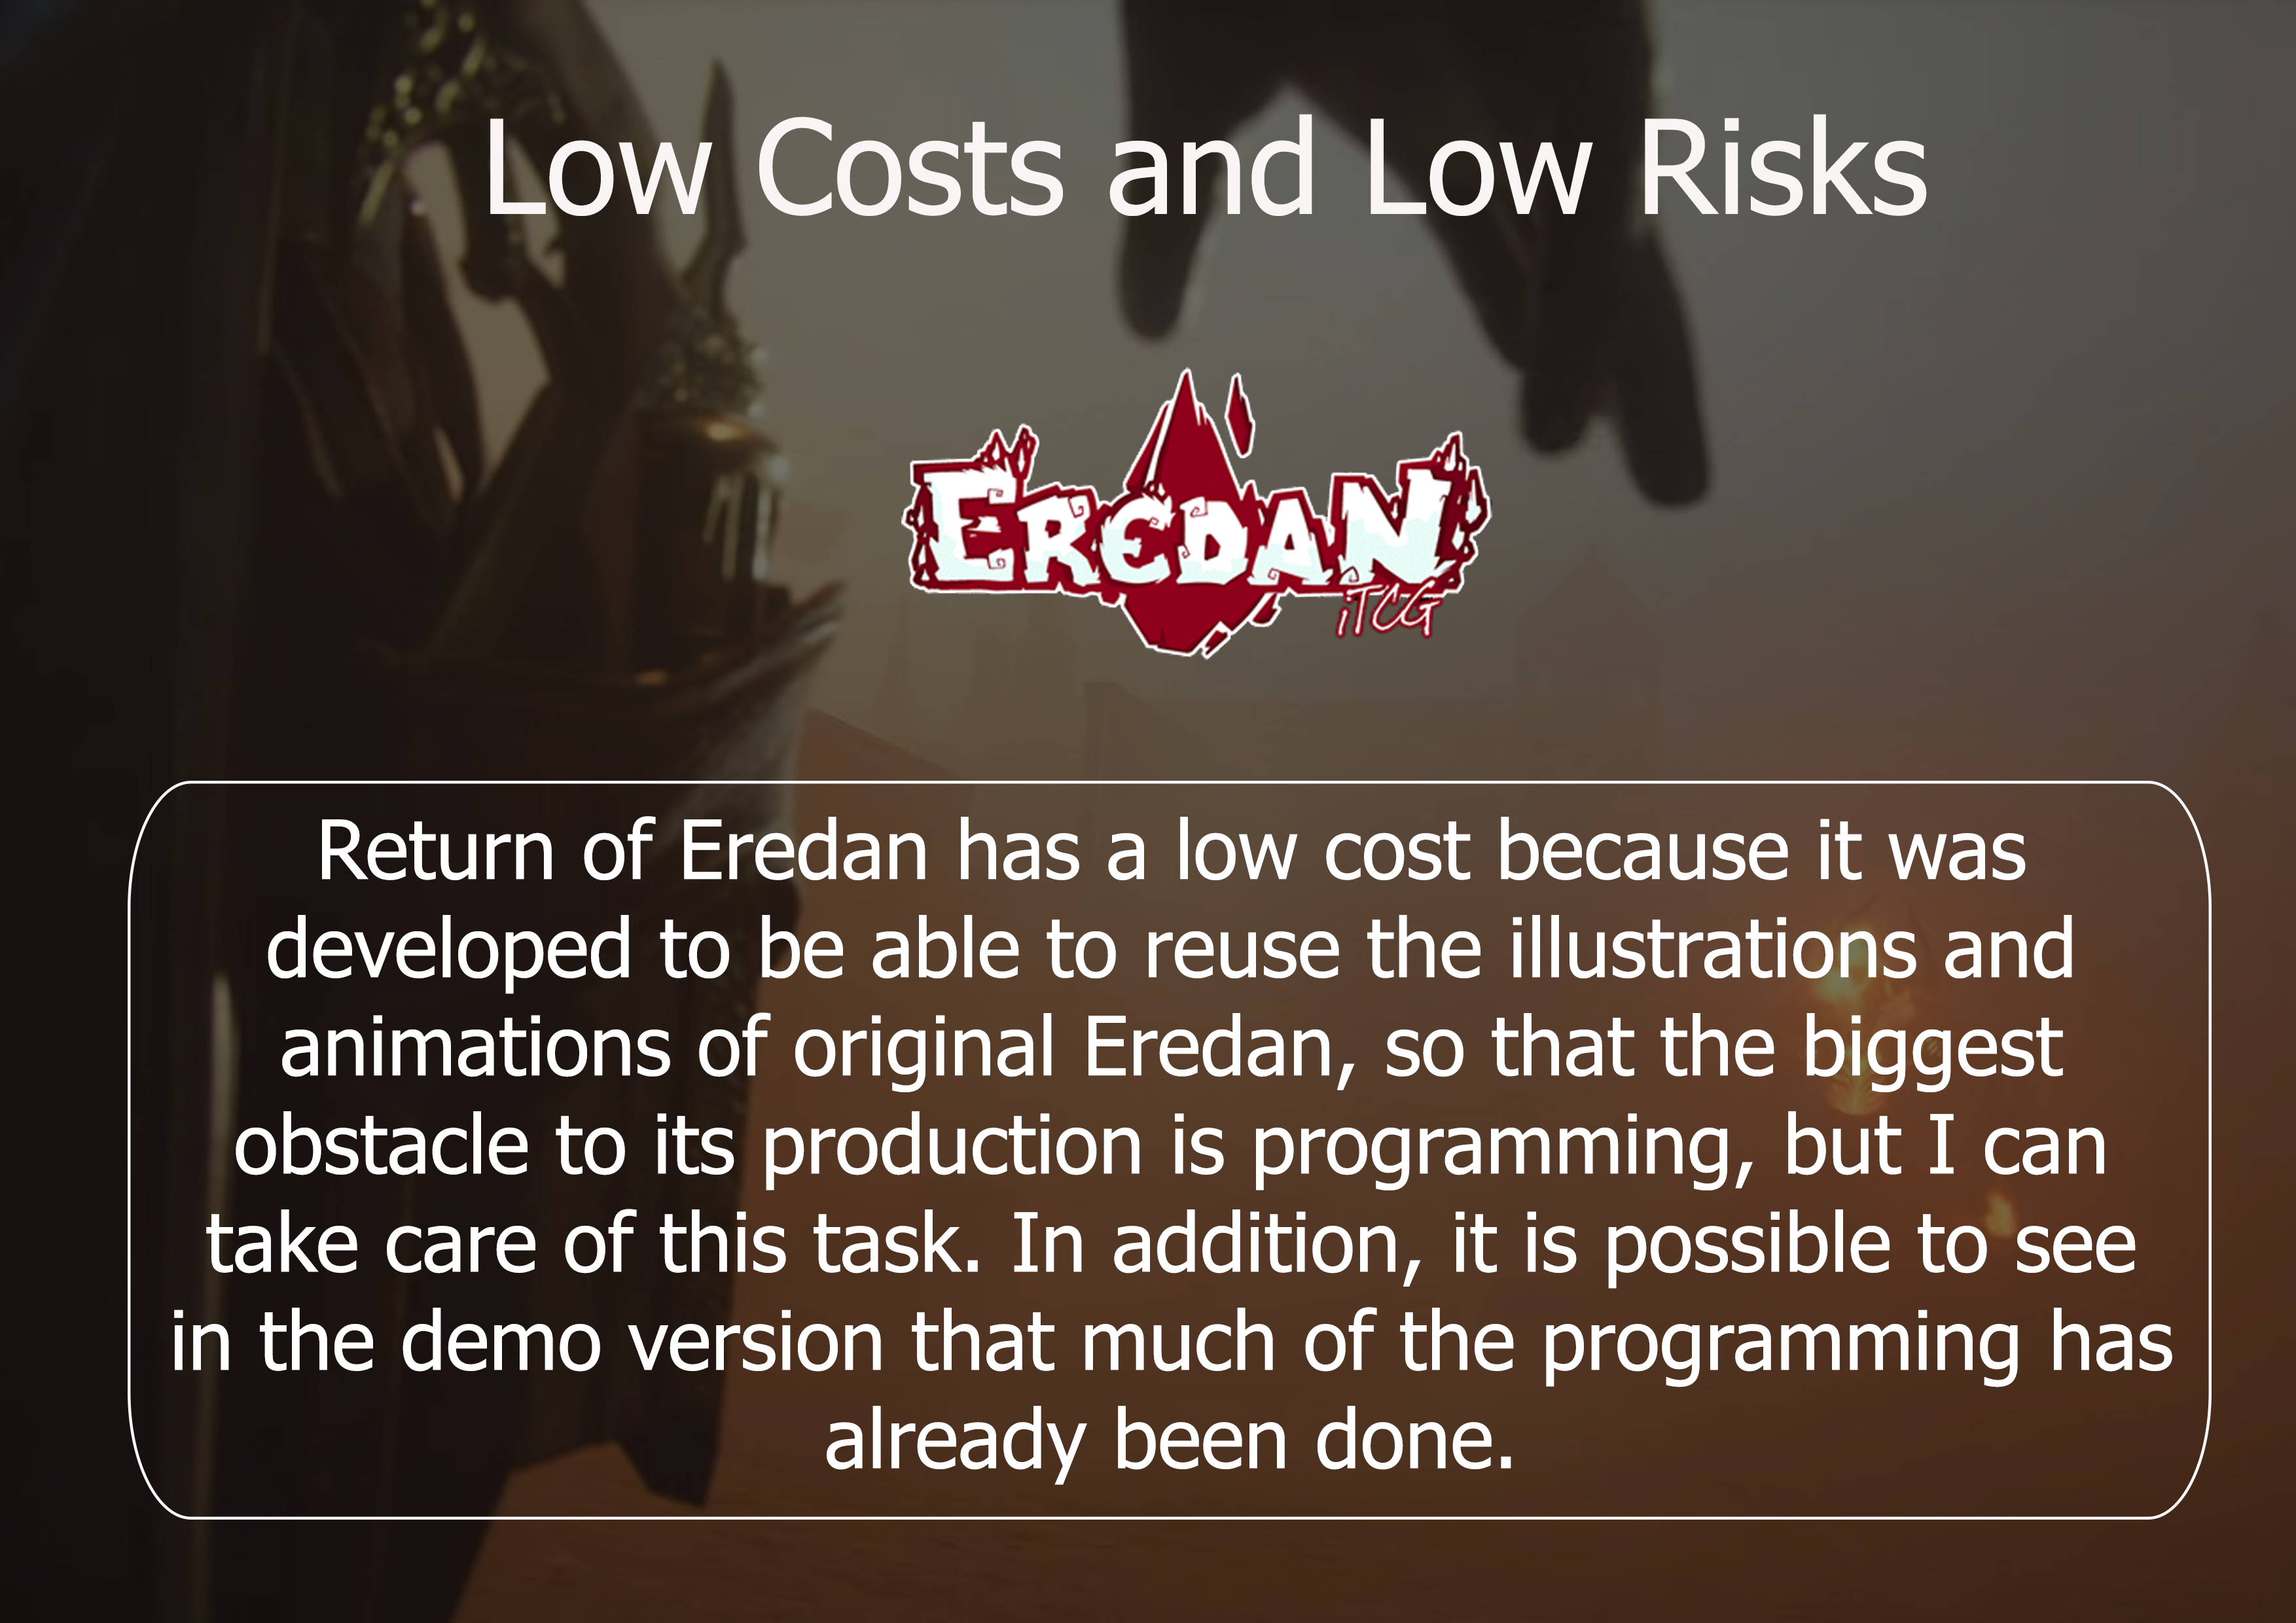 Low Costs and Low Risks
EREDAN
iTCG
Return of Eredan has a low cost because it was
developed to be able to reuse the illustrations and
animations of original Eredan, so that the biggest
obstacle to its production is programming, but I can
take care of this task. In addition, it is possible to see
in the demo version that much of the programming has
already been done.